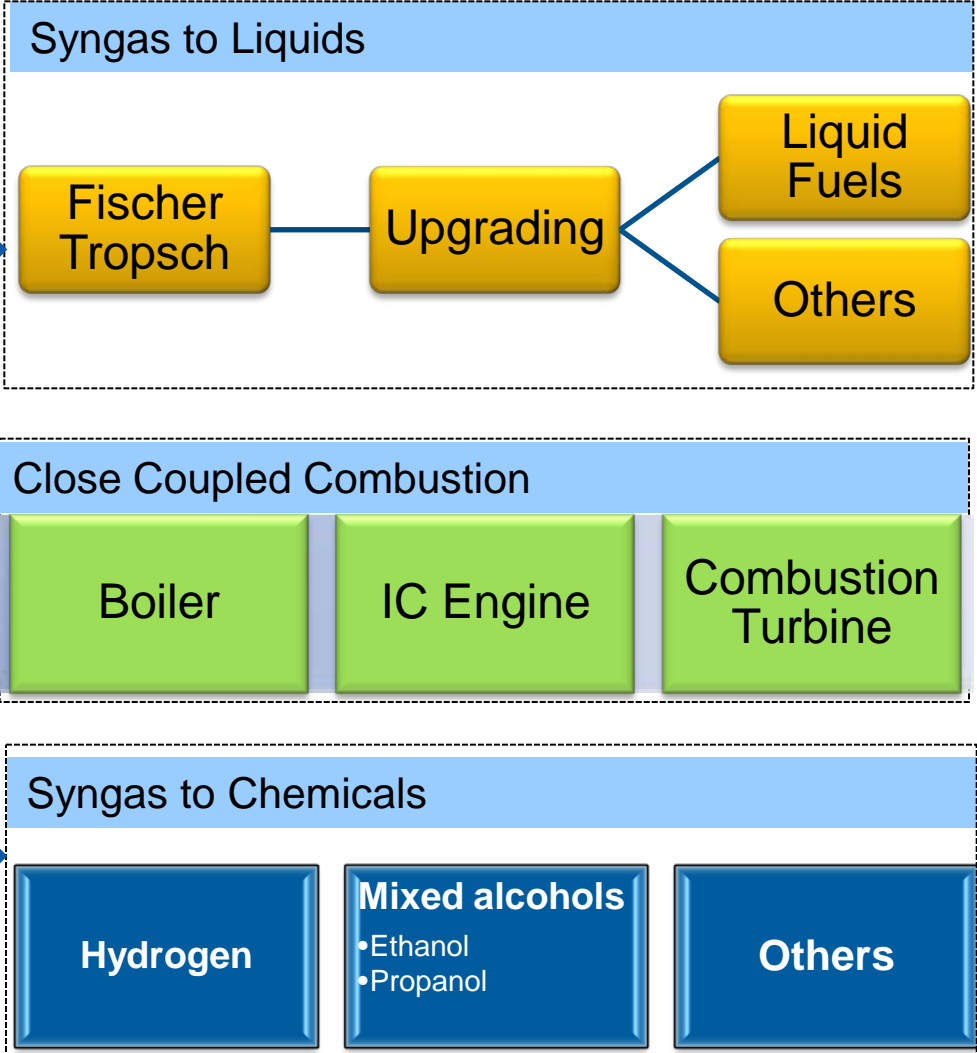 Syngas to Liquids
Fischer
Tropsch
Upgrading
Liquid
Fuels
Others
Close Coupled Combustion
Boiler
IC Engine
Combustion
Turbine
Syngas to Chemicals
Hydrogen
Mixed alcohols
•Ethanol
•Propanol
Others